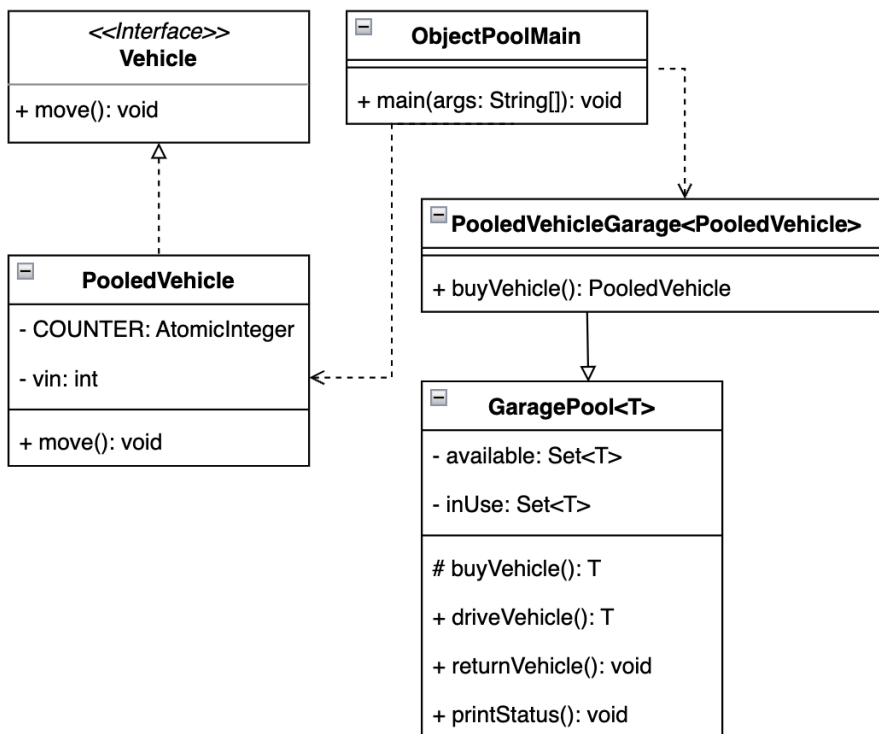 <<Interface>>
Vehicle
+ move(): void
ObjectPoolMain
+ main(args: String[]): void
PooledVehicleGarage<PooledVehicle>
+ buyVehicle(): PooledVehicle
PooledVehicle
- COUNTER: AtomicInteger
- vin: int
+ move(): void
GaragePool<T>
- available: Set<T>
- inUse: Set<T>
# buyVehicle(): T
+ driveVehicle(): T
+ returnVehicle(): void
+ printStatus(): void